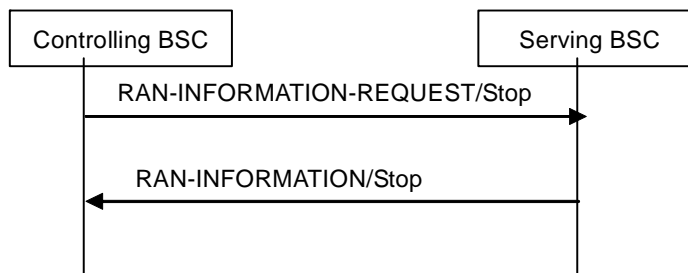 Controlling BSC
Serving BSC
RAN-INFORMATION-REQUEST/Stop
RAN-INFORMATION/Stop